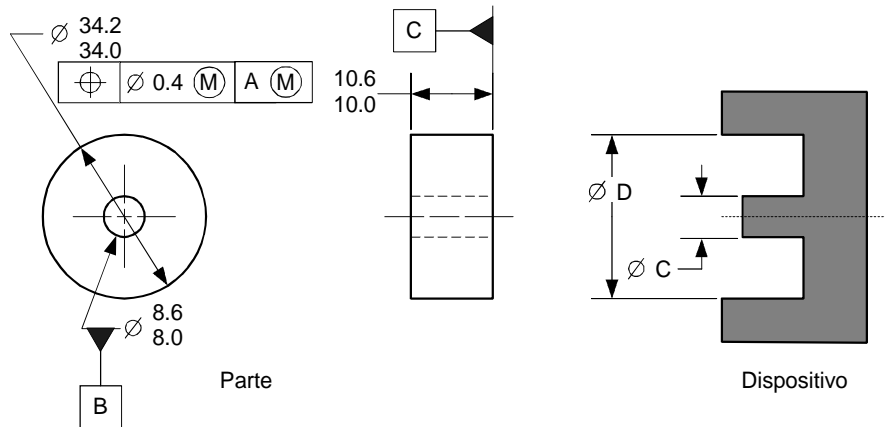 ∅ 34.2
34.0
⌖ ∅ 0.4 Ⓜ A Ⓜ
C
10.6
10.0
∅ D
∅ C
∅ 8.6
8.0
B
Parte
Dispositivo